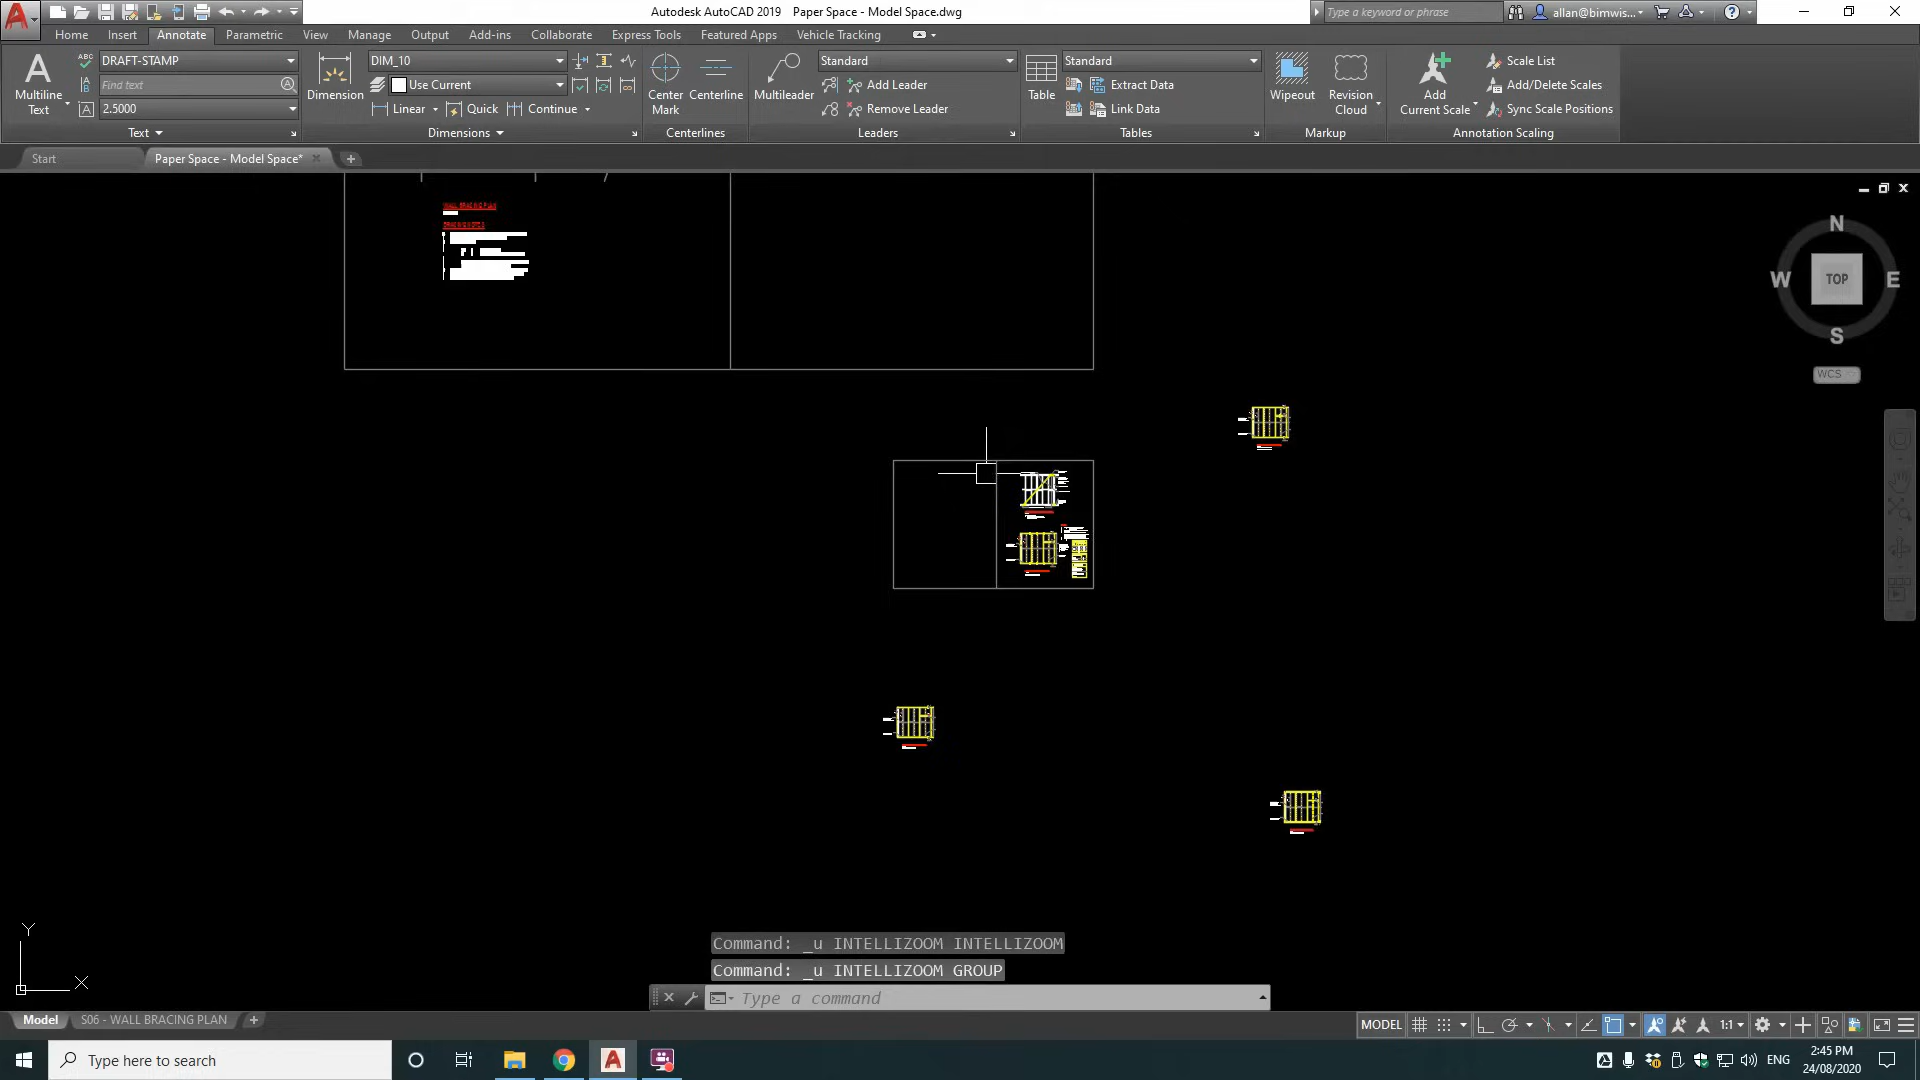 Autodesk AutoCAD 2019 Paper Space - Model Space.dwg
Type a keyword or phrase
allan@bimwis...
Home Insert Annotate Parametric View Manage Output Add-ins Collaborate Express Tools Featured Apps Vehicle Tracking
A Multiline Text
ABC
DRAFT-STAMP
Find text
2.5000
Text
Dimension
DIM_10
Use Current
Linear Quick Continue
Dimensions
Center Mark
Centerline
Centerlines
Multileader
Standard
Add Leader
Remove Leader
Leaders
Table
Standard
Extract Data
Link Data
Tables
Wipeout
Revision Cloud
Markup
Add Current Scale
Scale List
Add/Delete Scales
Sync Scale Positions
Annotation Scaling
Start
Paper Space - Model Space*
WALL BRACING PLAN
N
W TOP E
S
WCS
Y
X
Command: _u INTELLIZOOM INTELLIZOOM
Command: _u INTELLIZOOM GROUP
Type a command
Model S06 - WALL BRACING PLAN
MODEL
1:1
Type here to search
ENG
2:45 PM
24/08/2020